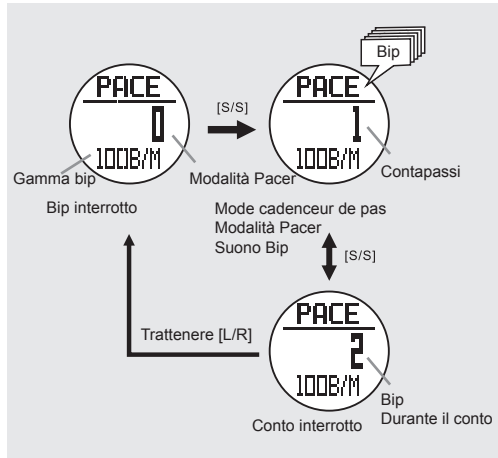 Bip
PACE
0
100B/M
[S/S]
PACE
1
100B/M
Gamma bip
Modalità Pacer
Contapassi
Bip interrotto
Mode cadenceur de pas
Modalità Pacer
Suono Bip
[S/S]
Trattenere [L/R]
PACE
2
100B/M
Bip
Durante il conto
Conto interrotto